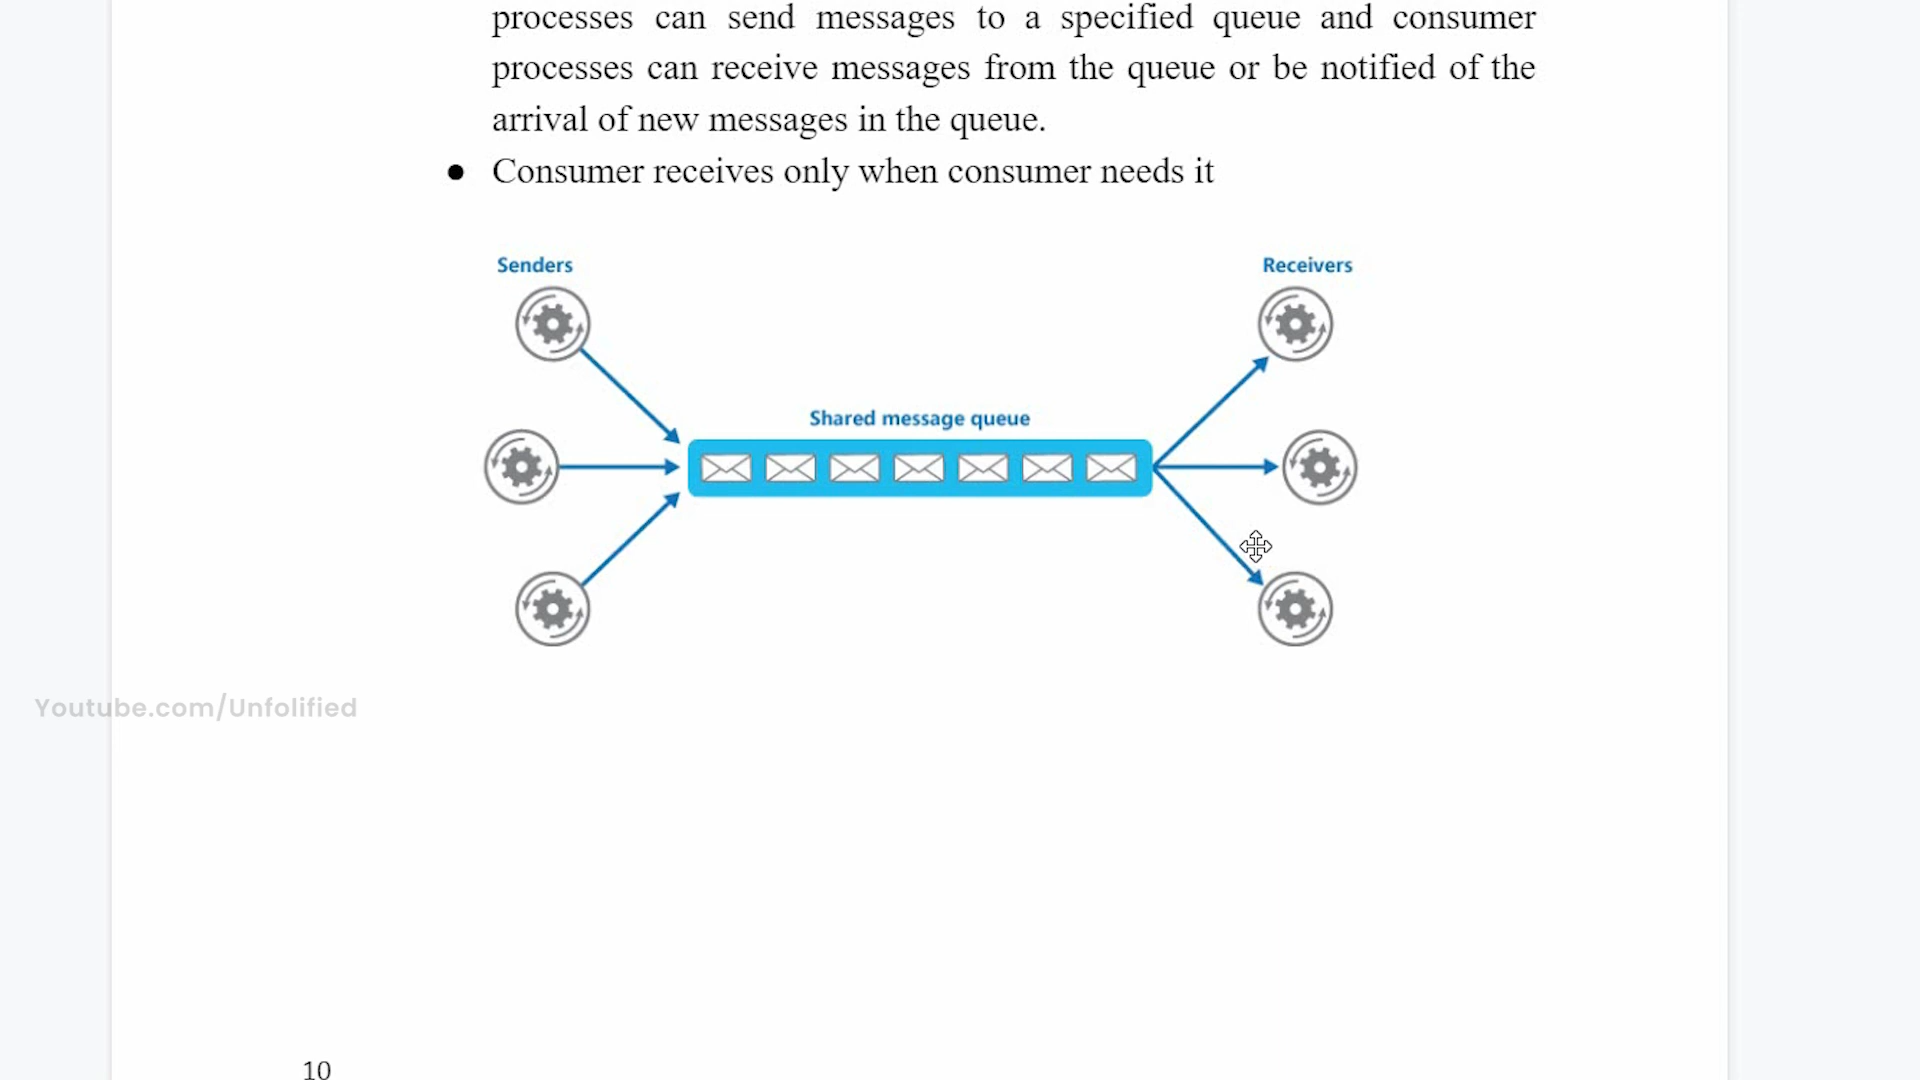 processes can send messages to a specified queue and consumer
processes can receive messages from the queue or be notified of the
arrival of new messages in the queue.
● Consumer receives only when consumer needs it
Senders
Receivers
Shared message queue
Youtube.com/Unfolified
10